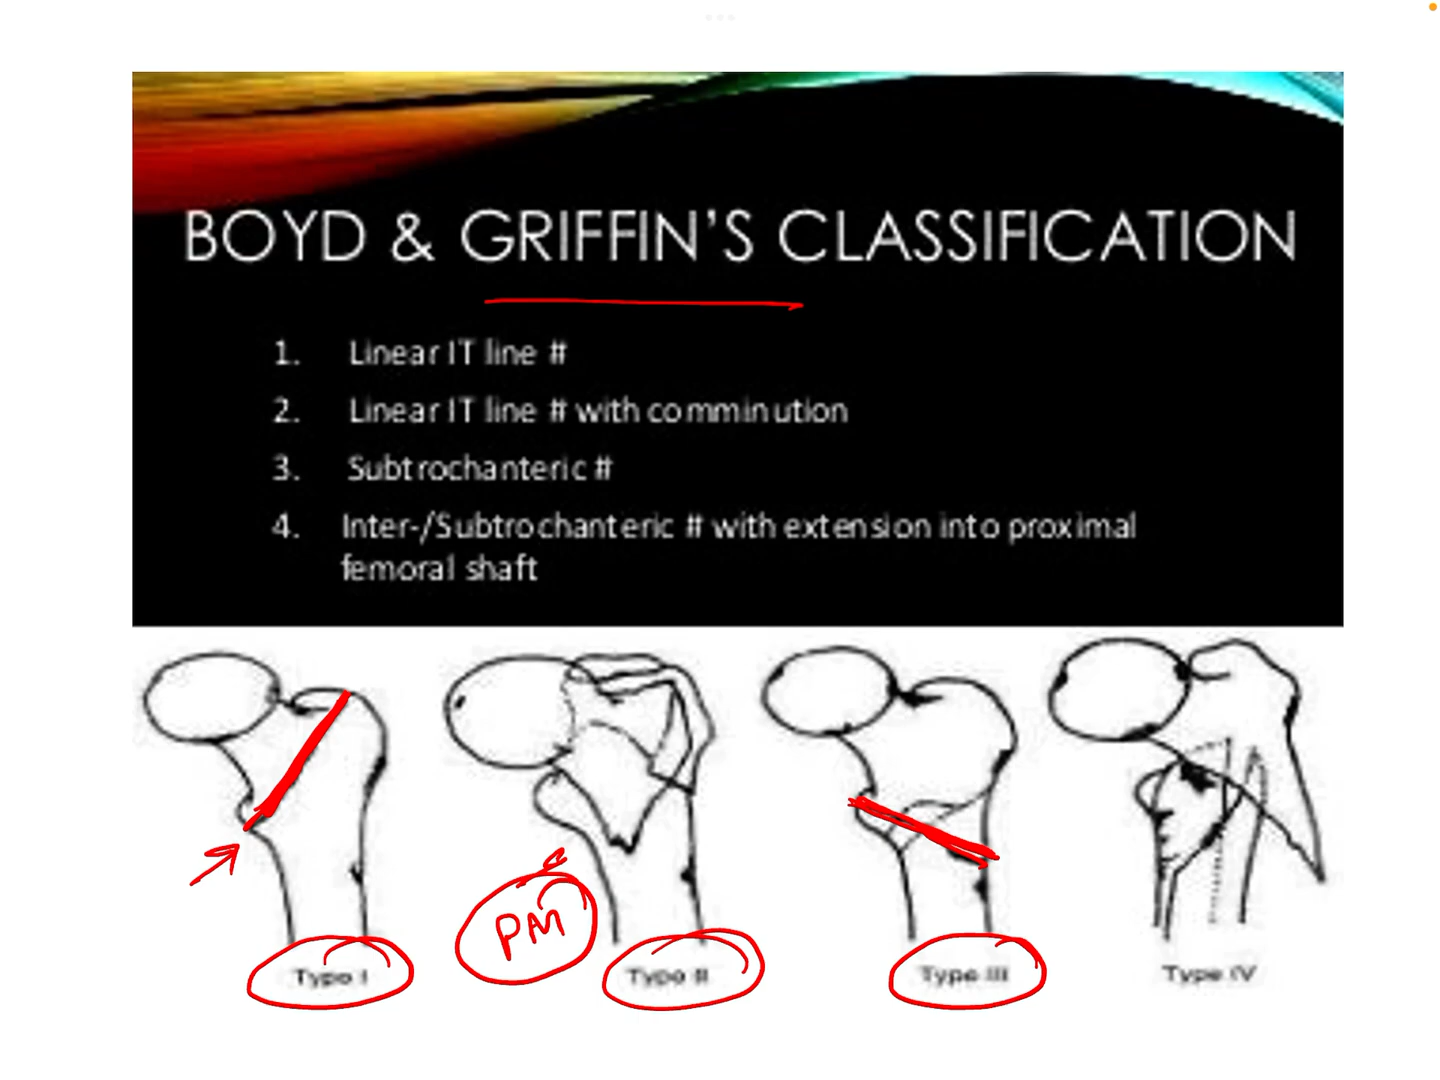 BOYD & GRIFFIN'S CLASSIFICATION
1. Linear IT line #
2. Linear IT line # with comminution
3. Subtrochanteric #
4. Inter-/Subtrochanteric # with extension into proximal
femoral shaft
PM
Type I Type II Type III Type IV